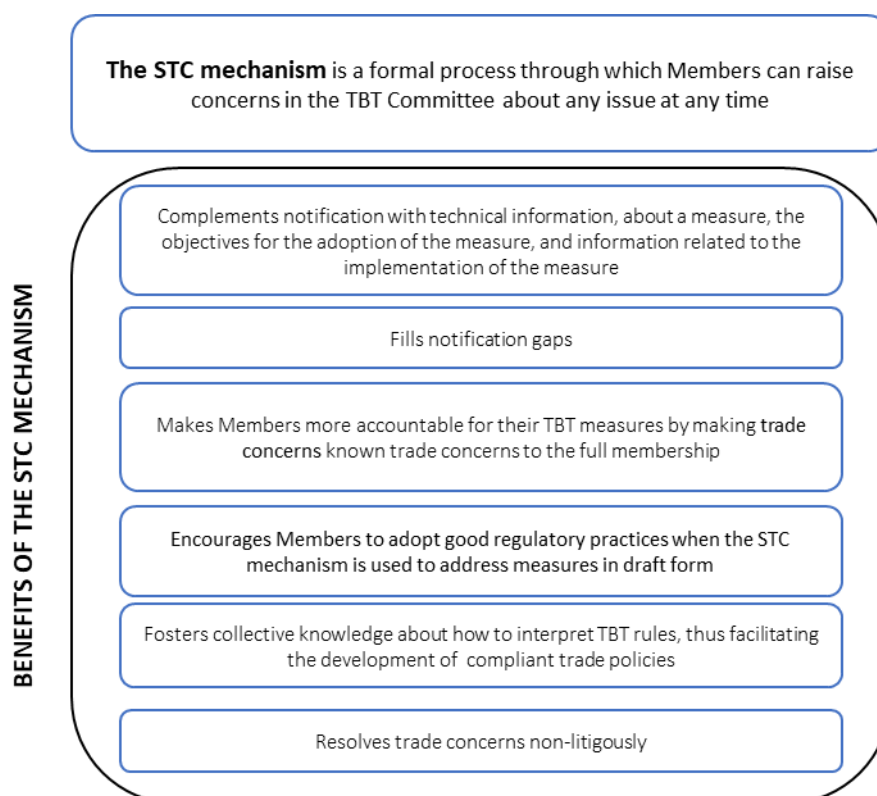 The STC mechanism is a formal process through which Members can raise
concerns in the TBT Committee about any issue at any time
BENEFITS OF THE STC MECHANISM
Complements notification with technical information, about a measure, the
objectives for the adoption of the measure, and information related to the
implementation of the measure
Fills notification gaps
Makes Members more accountable for their TBT measures by making trade
concerns known trade concerns to the full membership
Encourages Members to adopt good regulatory practices when the STC
mechanism is used to address measures in draft form
Fosters collective knowledge about how to interpret TBT rules, thus facilitating
the development of compliant trade policies
Resolves trade concerns non-litigously